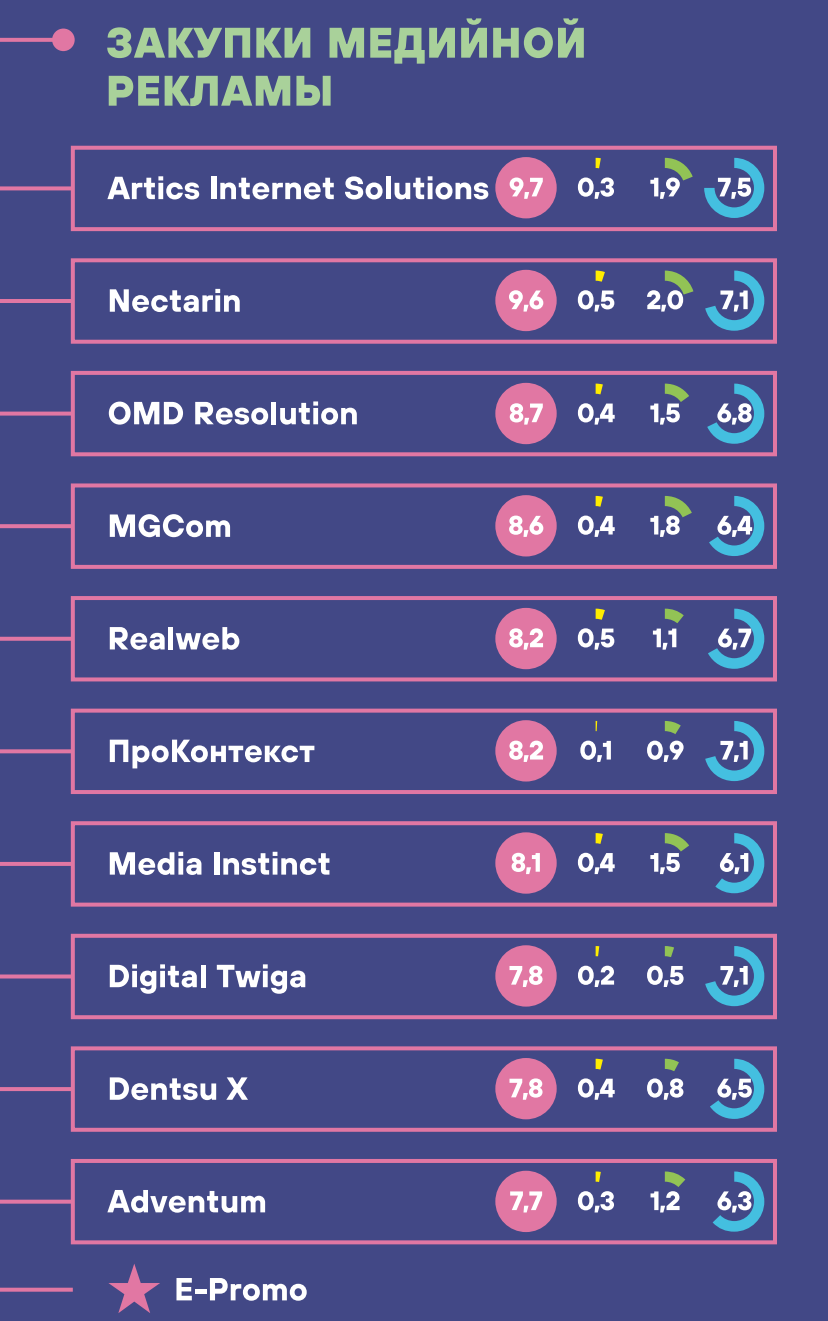 ЗАКУПКИ МЕДИЙНОЙ
РЕКЛАМЫ
Artics Internet Solutions 9,7 0,3 1,9 7,5
Nectarin 9,6 0,5 2,0 7,1
OMD Resolution 8,7 0,4 1,5 6,8
MGCom 8,6 0,4 1,8 6,4
Realweb 8,2 0,5 1,1 6,7
ПроКонтекст 8,2 0,1 0,9 7,1
Media Instinct 8,1 0,4 1,5 6,1
Digital Twiga 7,8 0,2 0,5 7,1
Dentsu X 7,8 0,4 0,8 6,5
Adventum 7,7 0,3 1,2 6,3
E-Promo